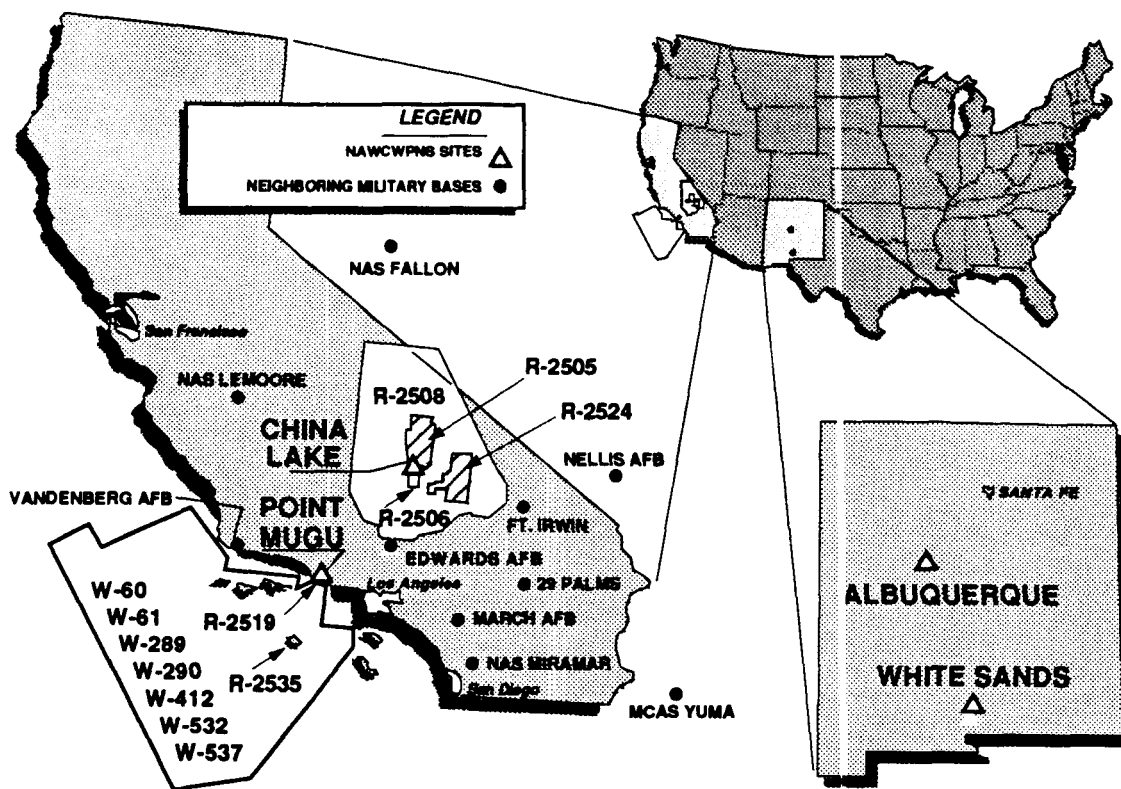 LEGEND
NAWCWPNS SITES
NEIGHBORING MILITARY BASES
NAS FALLON
San Francisco
NAS LEMOORE
R-2505
R-2508
R-2524
CHINA
LAKE
NELLIS AFB
VANDENBERG AFB
POINT
MUGU
R-2506
FT. IRWIN
EDWARDS AFB
Los Angeles
29 PALMS
W-60
W-61
W-289
W-290
W-412
W-532
W-537
R-2519
R-2535
MARCH AFB
NAS MIRAMAR
San Diego
MCAS YUMA
SANTA FE
ALBUQUERQUE
WHITE SANDS